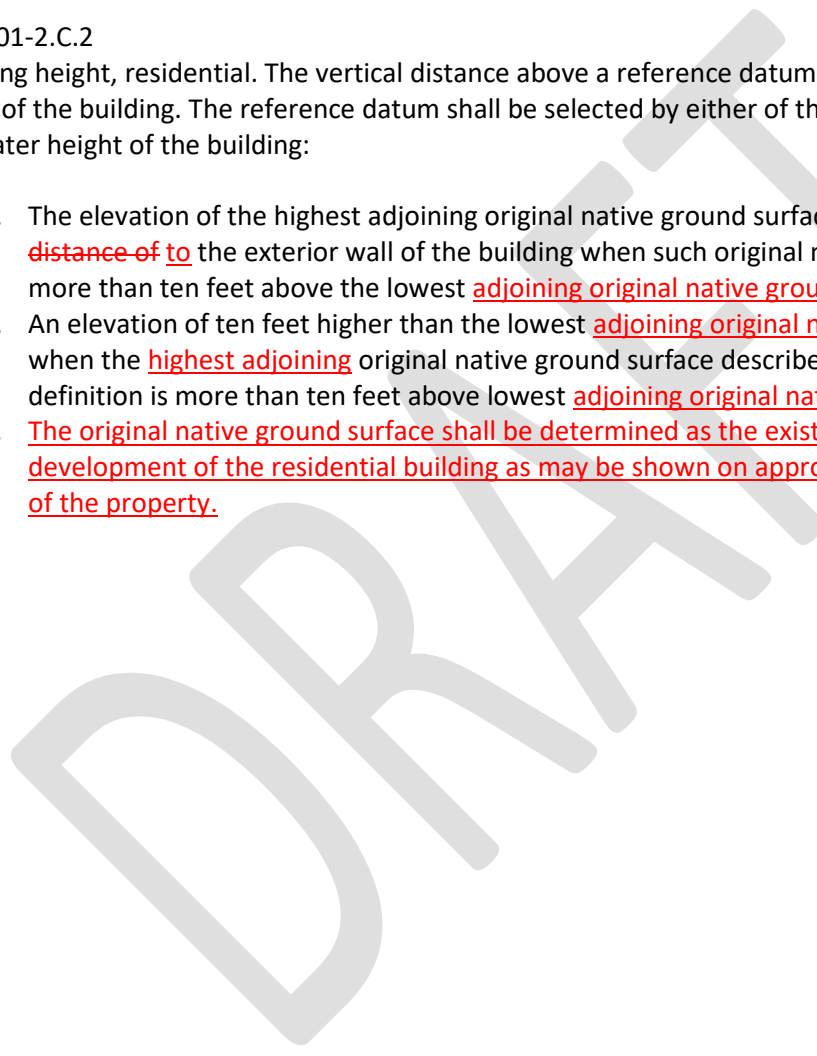 01-2.C.2
ng height, residential. The vertical distance above a reference datum
of the building. The reference datum shall be selected by either of th
ater height of the building:
. The elevation of the highest adjoining original native ground surfac
distance of to the exterior wall of the building when such original n
more than ten feet above the lowest adjoining original native grou
. An elevation of ten feet higher than the lowest adjoining original n
when the highest adjoining original native ground surface describe
definition is more than ten feet above lowest adjoining original nat
. The original native ground surface shall be determined as the exist
development of the residential building as may be shown on appro
of the property.
DRAFT